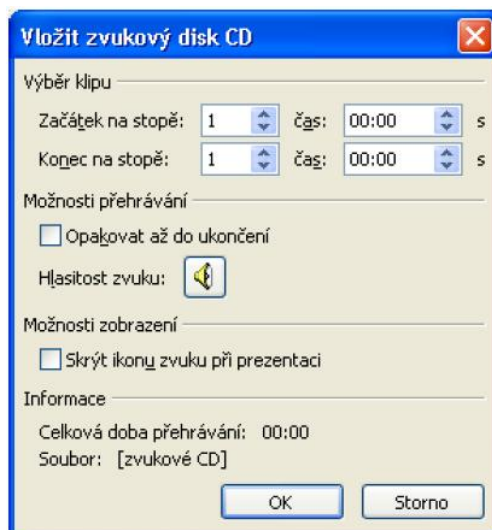 Vložit zvukový disk CD
Výběr klipu
Začátek na stopě: 1 čas: 00:00 s
Konec na stopě: 1 čas: 00:00 s
Možnosti přehrávání
Opakovat až do ukončení
Hlasitost zvuku:
Možnosti zobrazení
Skrýt ikonu zvuku při prezentaci
Informace
Celková doba přehrávání: 00:00
Soubor: [zvukové CD]
OK Storno